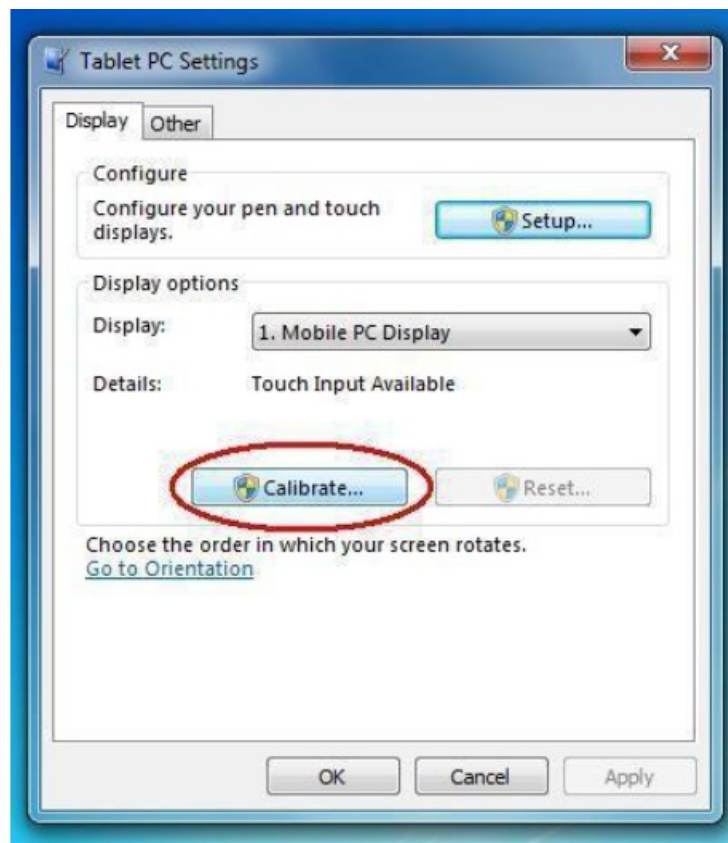 Tablet PC Settings
Display
Other
Configure
Configure your pen and touch
displays.
Setup...
Display options
Display:
1. Mobile PC Display
Details:
Touch Input Available
Calibrate...
Reset...
Choose the order in which your screen rotates.
Go to Orientation
OK
Cancel
Apply